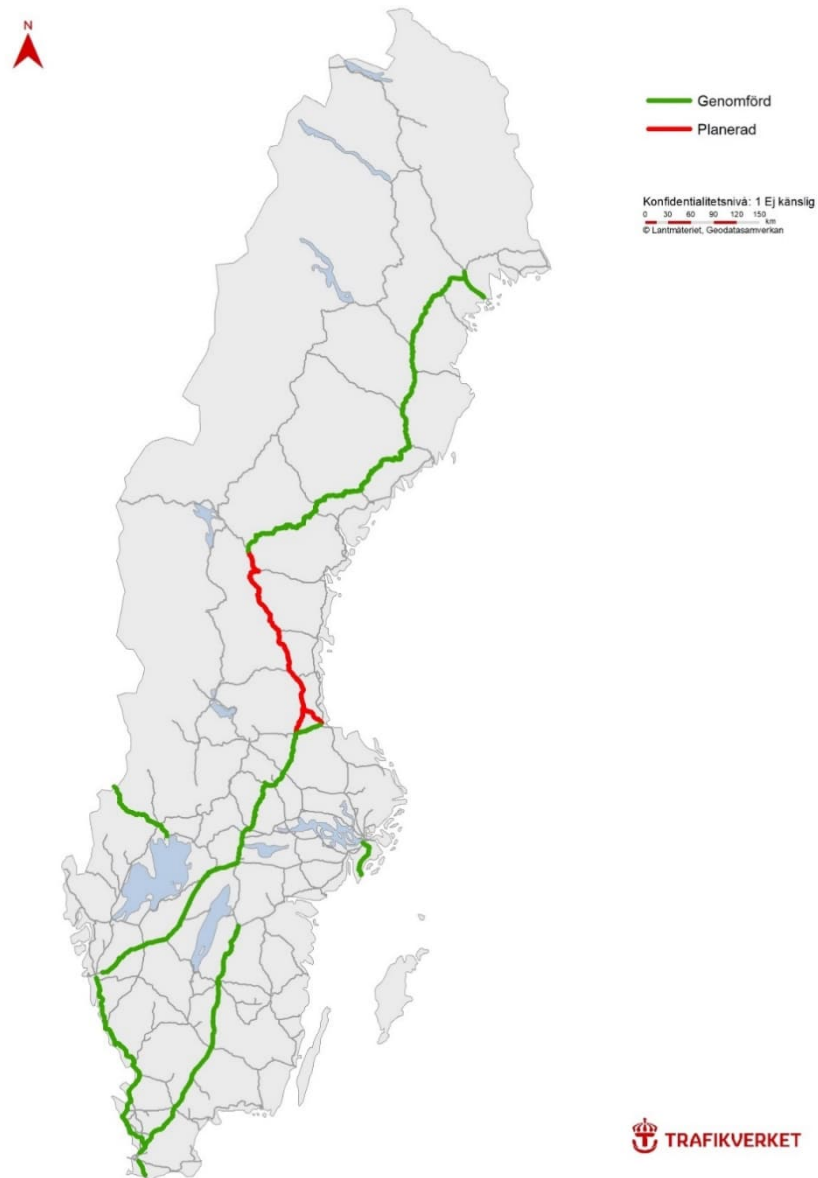 N
Genomförd
Planerad
Konfidentialitetsnivå: 1 Ej känslig
0 30 60 90 120 150
km
© Lantmäteriet, Geodatasamverkan
TRAFIKVERKET